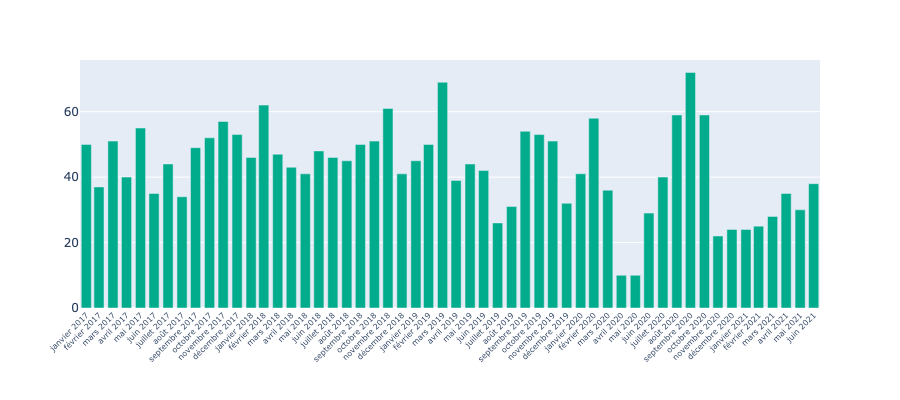 60
40
20
0
janvier 2017
février 2017
mars 2017
avril 2017
mai 2017
juin 2017
juillet 2017
août 2017
septembre 2017
octobre 2017
novembre 2017
décembre 2017
janvier 2018
février 2018
mars 2018
avril 2018
mai 2018
juin 2018
juillet 2018
août 2018
septembre 2018
octobre 2018
novembre 2018
décembre 2018
janvier 2019
février 2019
mars 2019
avril 2019
mai 2019
juin 2019
juillet 2019
août 2019
septembre 2019
octobre 2019
novembre 2019
décembre 2019
janvier 2020
février 2020
mars 2020
avril 2020
mai 2020
juin 2020
juillet 2020
août 2020
septembre 2020
octobre 2020
novembre 2020
décembre 2020
janvier 2021
février 2021
mars 2021
avril 2021
mai 2021
juin 2021